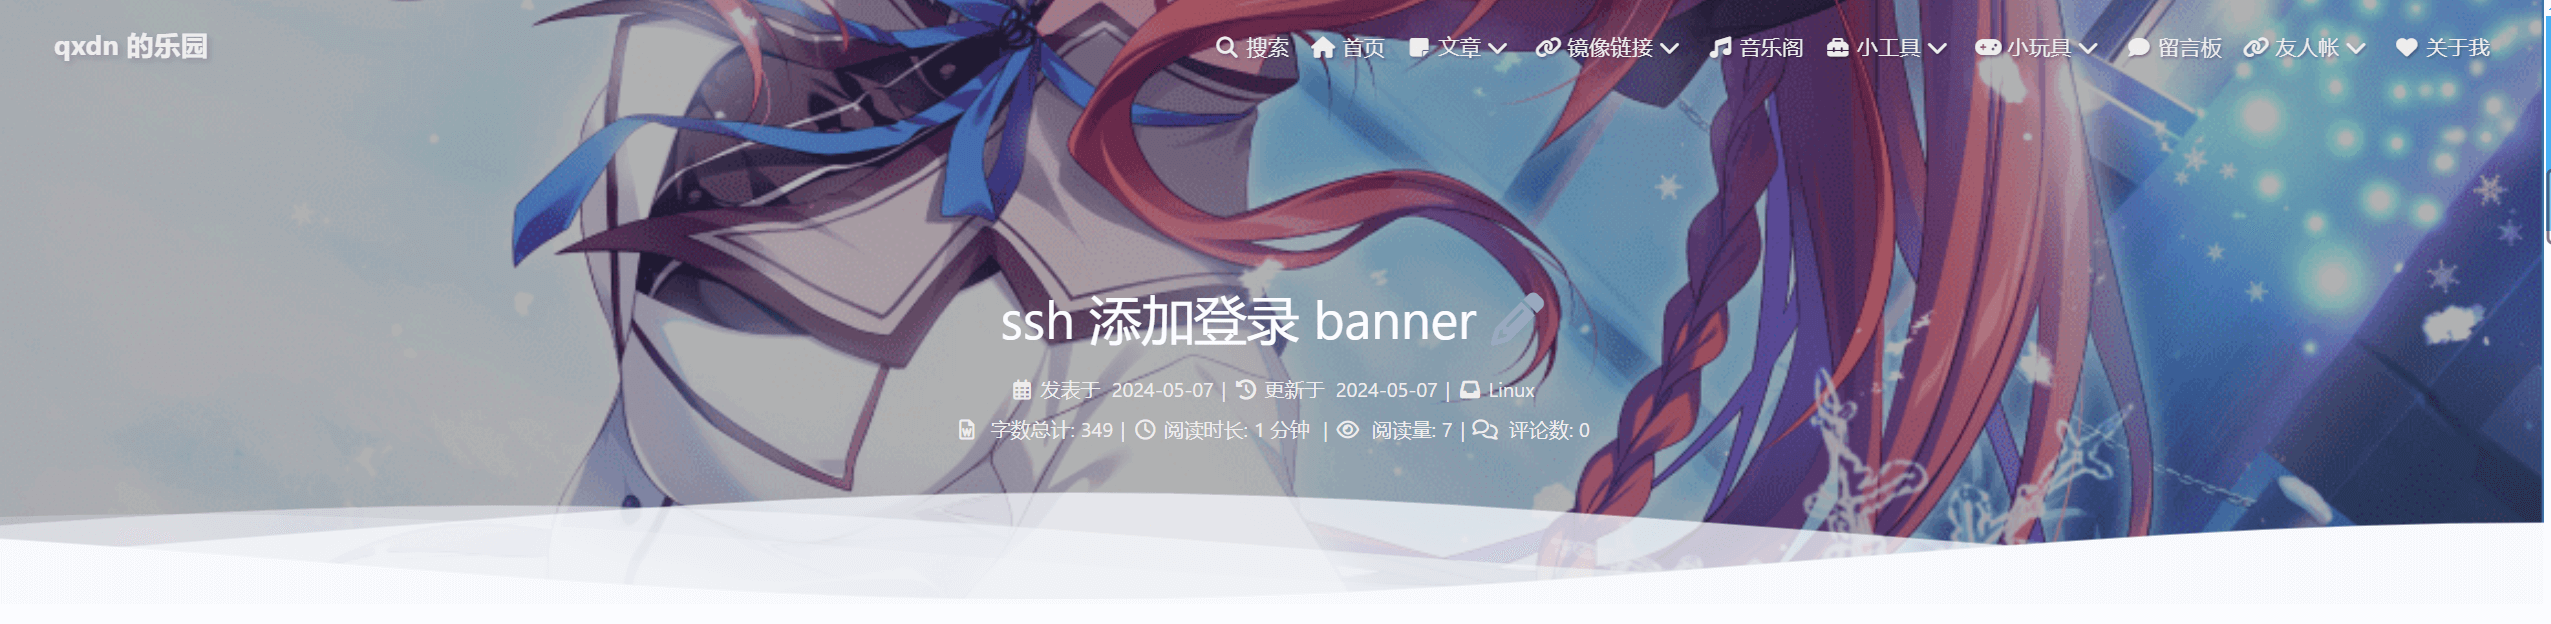 qxdn 的乐园 搜索 首页 文章 镜像链接 音乐阁 小工具 小玩具 留言板 友人帐 关于我
ssh 添加登录 banner
发表于 2024-05-07 | 更新于 2024-05-07 | Linux
字数总计: 349 | 阅读时长: 1 分钟 | 阅读量: 7 | 评论数: 0